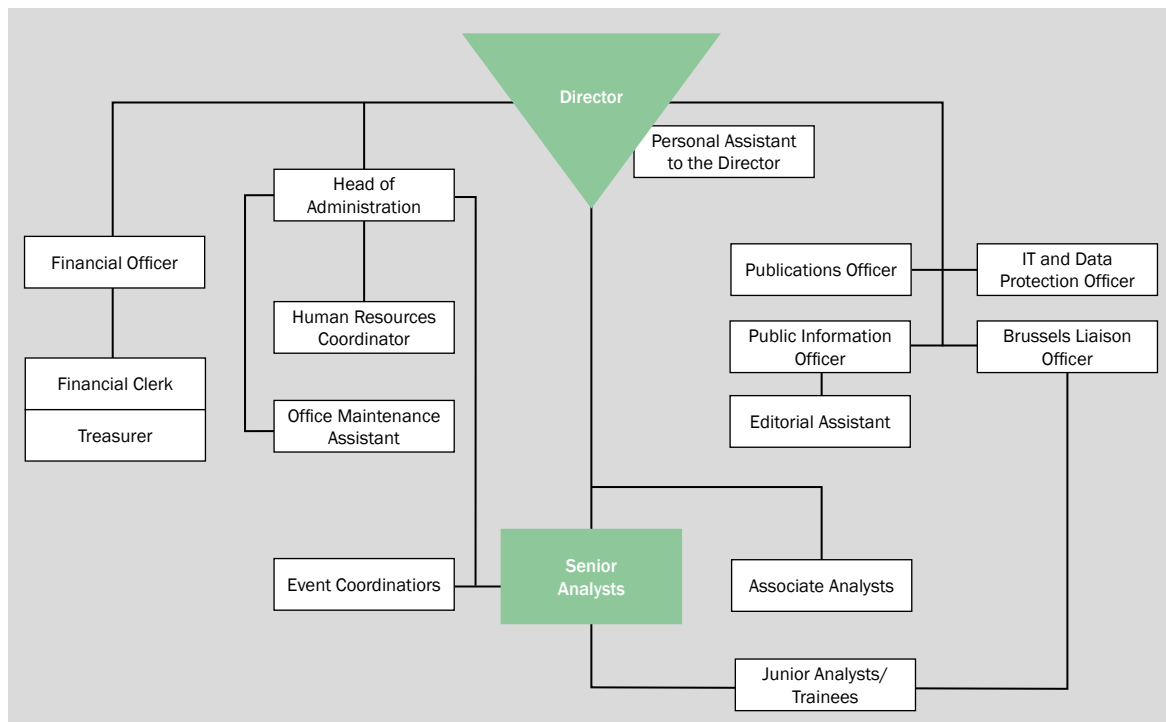 Director
Personal Assistant
to the Director
Head of
Administration
Financial Officer
Publications Officer
IT and Data
Protection Officer
Human Resources
Coordinator
Public Information
Officer
Brussels Liaison
Officer
Financial Clerk
Treasurer
Office Maintenance
Assistant
Editorial Assistant
Event Coordinatiors
Senior
Analysts
Associate Analysts
Junior Analysts/
Trainees